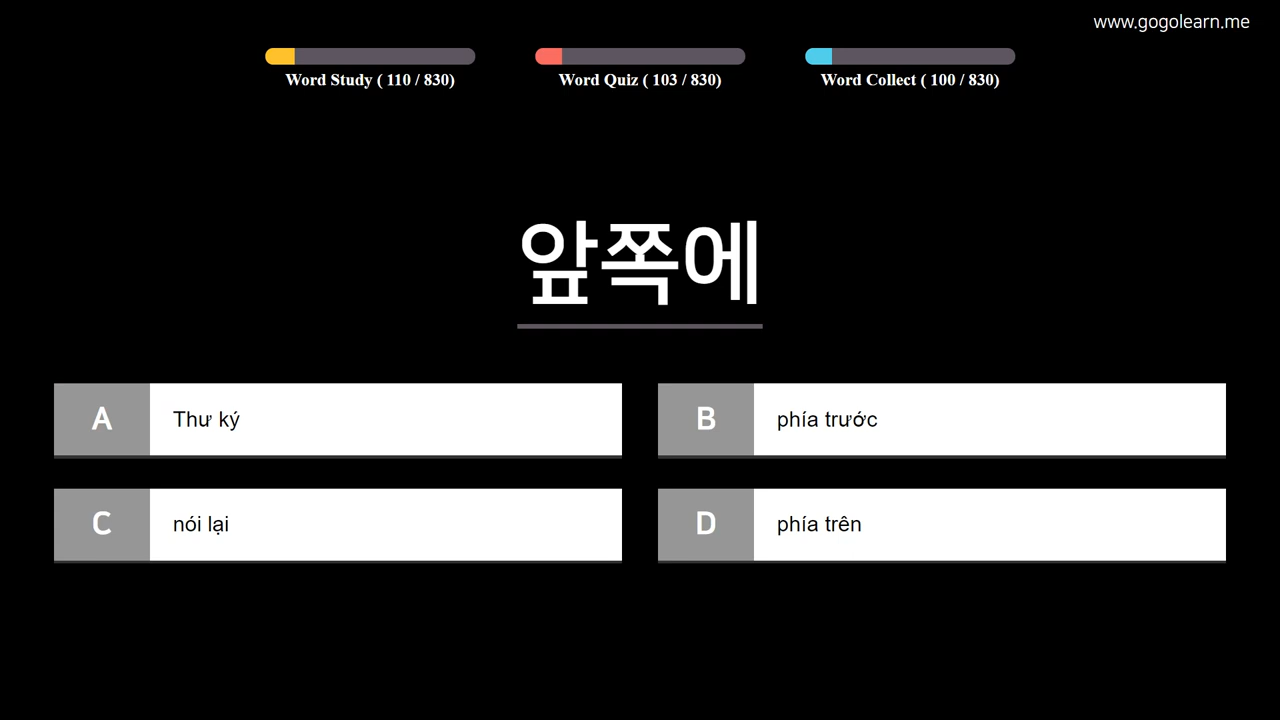 www.gogolearn.me
Word Study ( 110 / 830)
Word Quiz ( 103 / 830)
Word Collect ( 100 / 830)
앞쪽에
A Thư ký
B phía trước
C nói lại
D phía trên